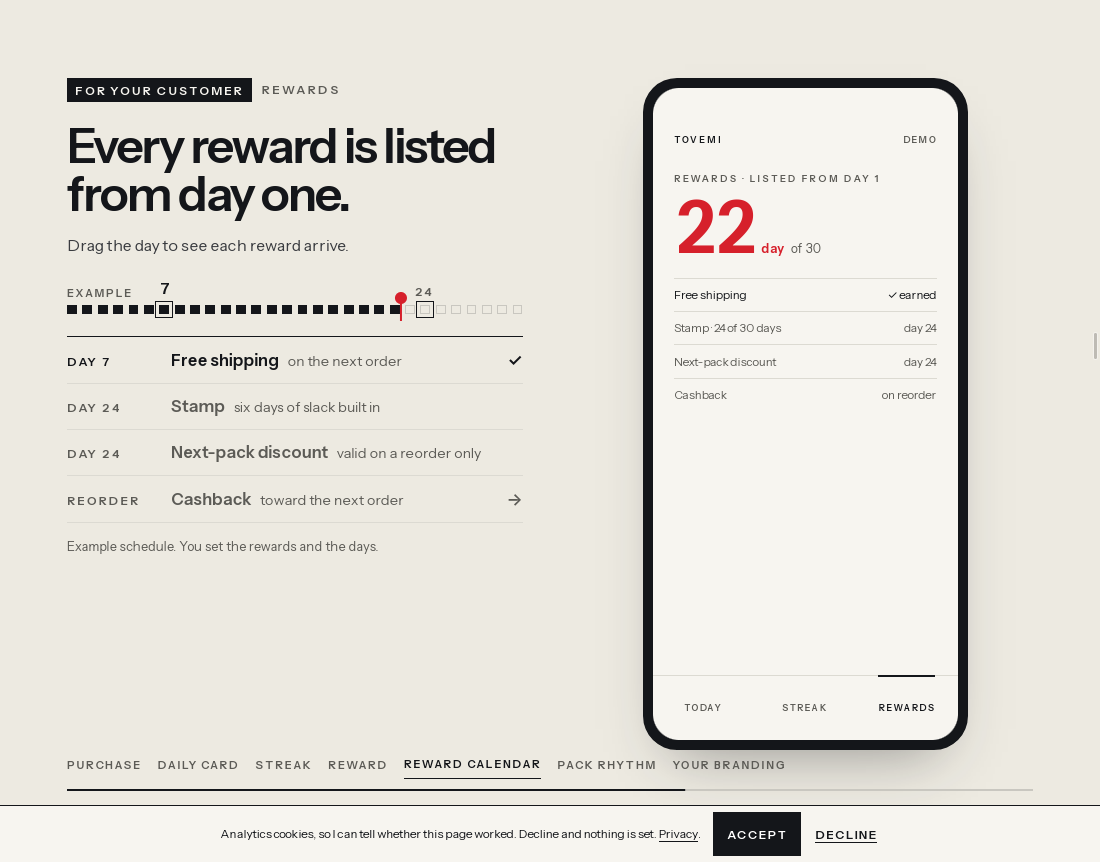 FOR YOUR CUSTOMER REWARDS
Every reward is listed
from day one.
Drag the day to see each reward arrive.
EXAMPLE 7 24
DAY 7 Free shipping on the next order ✓
DAY 24 Stamp six days of slack built in
DAY 24 Next-pack discount valid on a reorder only
REORDER Cashback toward the next order →
Example schedule. You set the rewards and the days.
TOVEMI DEMO
REWARDS · LISTED FROM DAY 1
22 day of 30
Free shipping ✓ earned
Stamp · 24 of 30 days day 24
Next-pack discount day 24
Cashback on reorder
TODAY STREAK REWARDS
PURCHASE DAILY CARD STREAK REWARD REWARD CALENDAR PACK RHYTHM YOUR BRANDING
Analytics cookies, so I can tell whether this page worked. Decline and nothing is set. Privacy. ACCEPT DECLINE